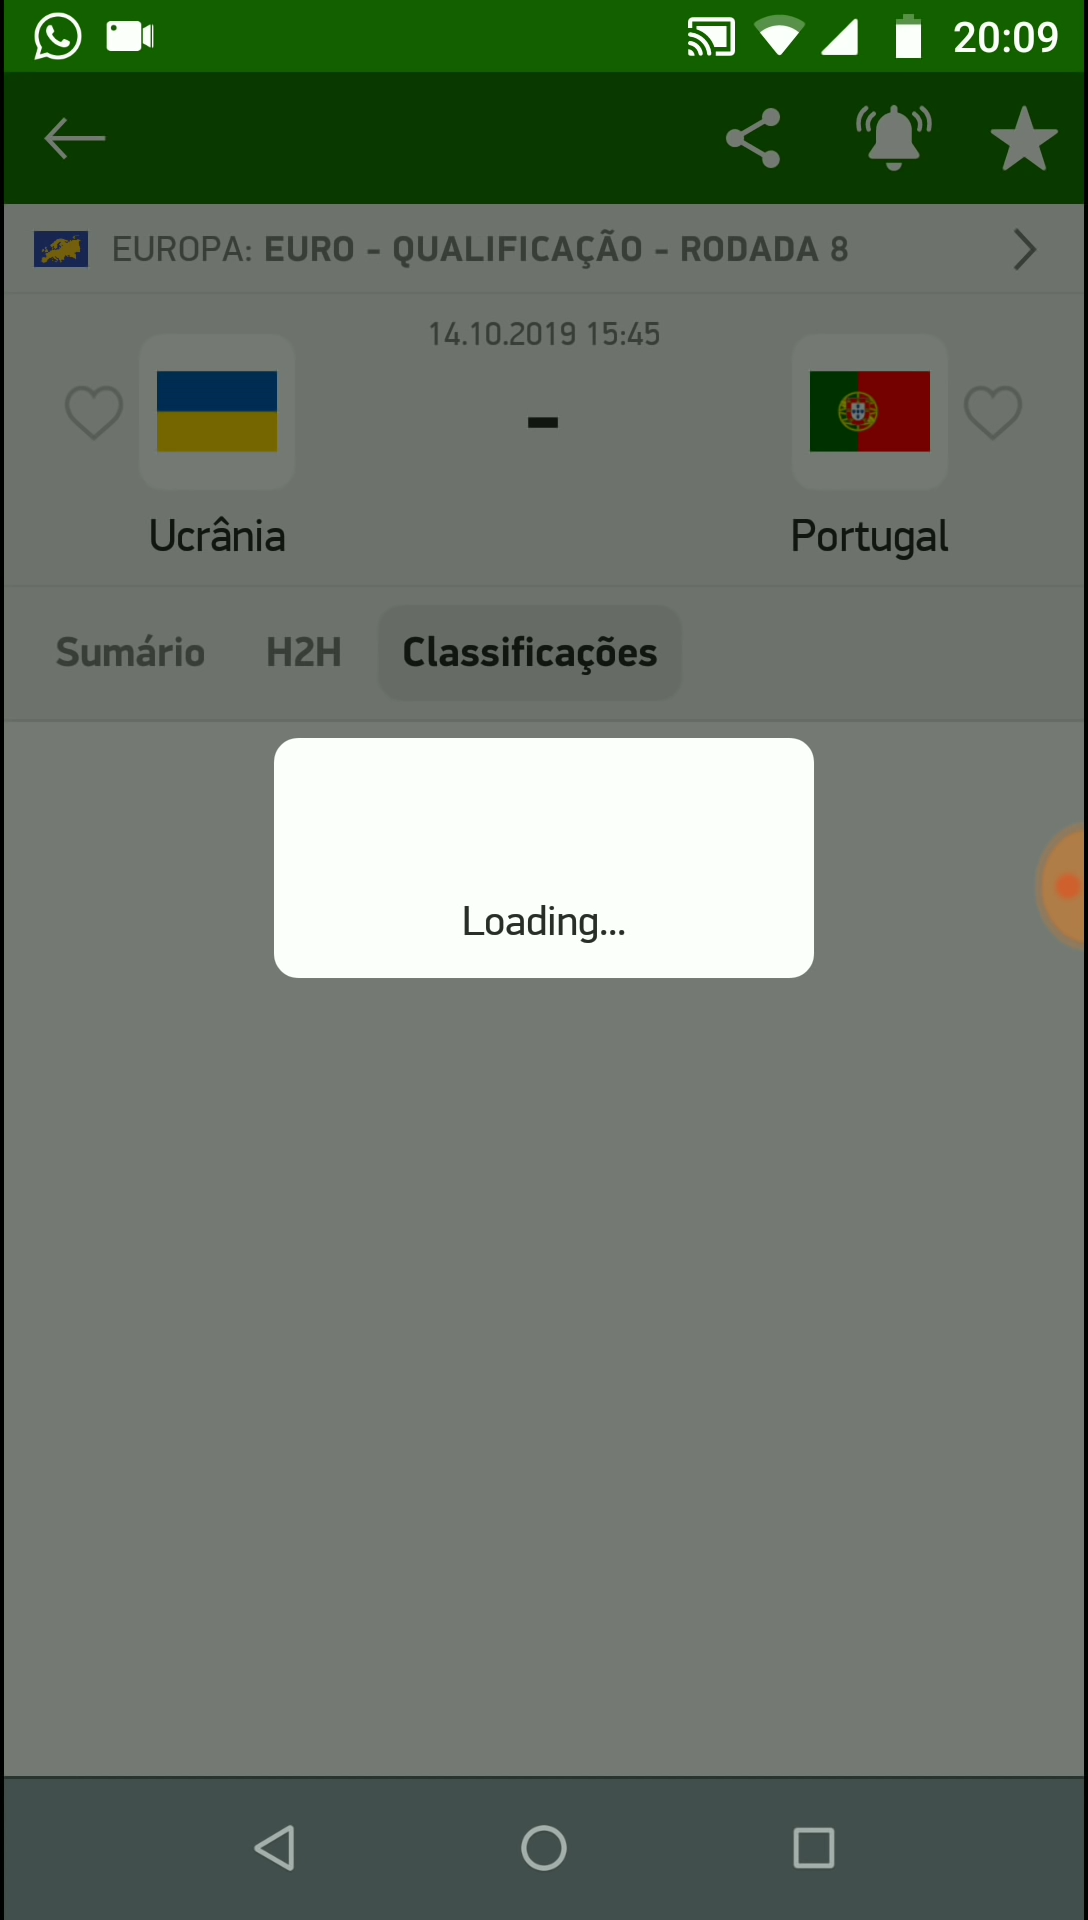 20:09
EUROPA: EURO - QUALIFICAÇÃO - RODADA 8
14.10.2019 15:45
-
Ucrânia
Portugal
Sumário H2H Classificações
Loading...